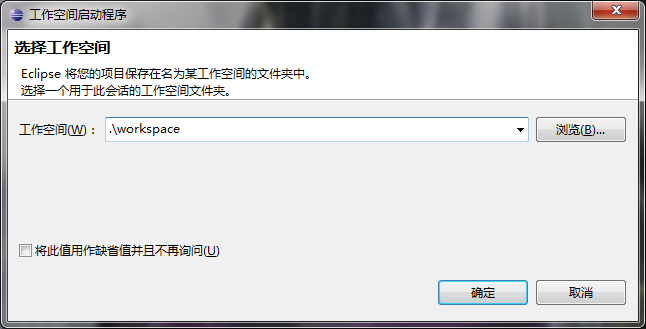 工作空间启动程序
选择工作空间
Eclipse 将您的项目保存在名为某工作空间的文件夹中。
选择一个用于此会话的工作空间文件夹。
工作空间(W)： .\workspace 浏览(B)...
将此值用作缺省值并且不再询问(U)
确定 取消